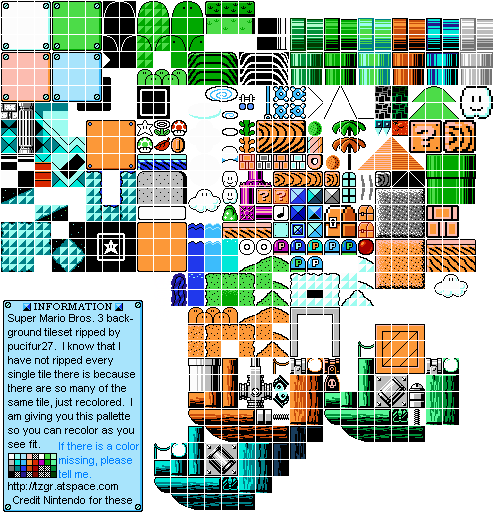 INFORMATION
Super Mario Bros. 3 back-
ground tileset ripped by
pucifur27. I know that I
have not ripped every
single tile there is because
there are so many of the
same tile, just recolored. I
am giving you this pallette
so you can recolor as you
see fit.
If there is a color
missing, please
tell me.
http://tzgr.atspace.com
Credit Nintendo for these
? ?
? ?
P P P P P
P P